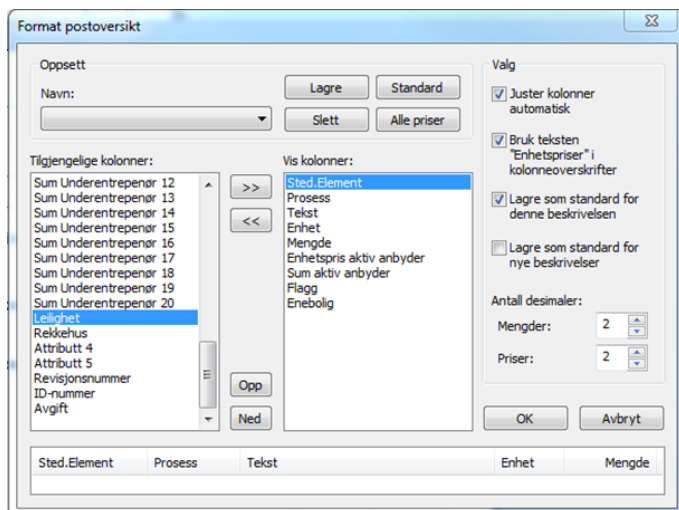 Format postoversikt
Oppsett
Navn:
Lagre
Standard
Slett
Alle priser
Tilgjengelige kolonner:
Sum Underentrepenør 12
Sum Underentrepenør 13
Sum Underentrepenør 14
Sum Underentrepenør 15
Sum Underentrepenør 16
Sum Underentrepenør 17
Sum Underentrepenør 18
Sum Underentrepenør 19
Sum Underentrepenør 20
Leilighet
Rekkehus
Attributt 4
Attributt 5
Revisjonsnummer
ID-nummer
Avgift
>>
<<
Opp
Ned
Vis kolonner:
Sted.Element
Prosess
Tekst
Enhet
Mengde
Enhetspris aktiv anbyder
Sum aktiv anbyder
Flagg
Enebolig
Valg
Juster kolonner
automatisk
Bruk teksten
"Enhetspriser" i
kolonneoverskrifter
Lagre som standard for
denne beskrivelsen
Lagre som standard for
nye beskrivelser
Antall desimaler:
Mengder: 2
Priser: 2
OK
Avbryt
Sted.Element Prosess Tekst Enhet Mengde